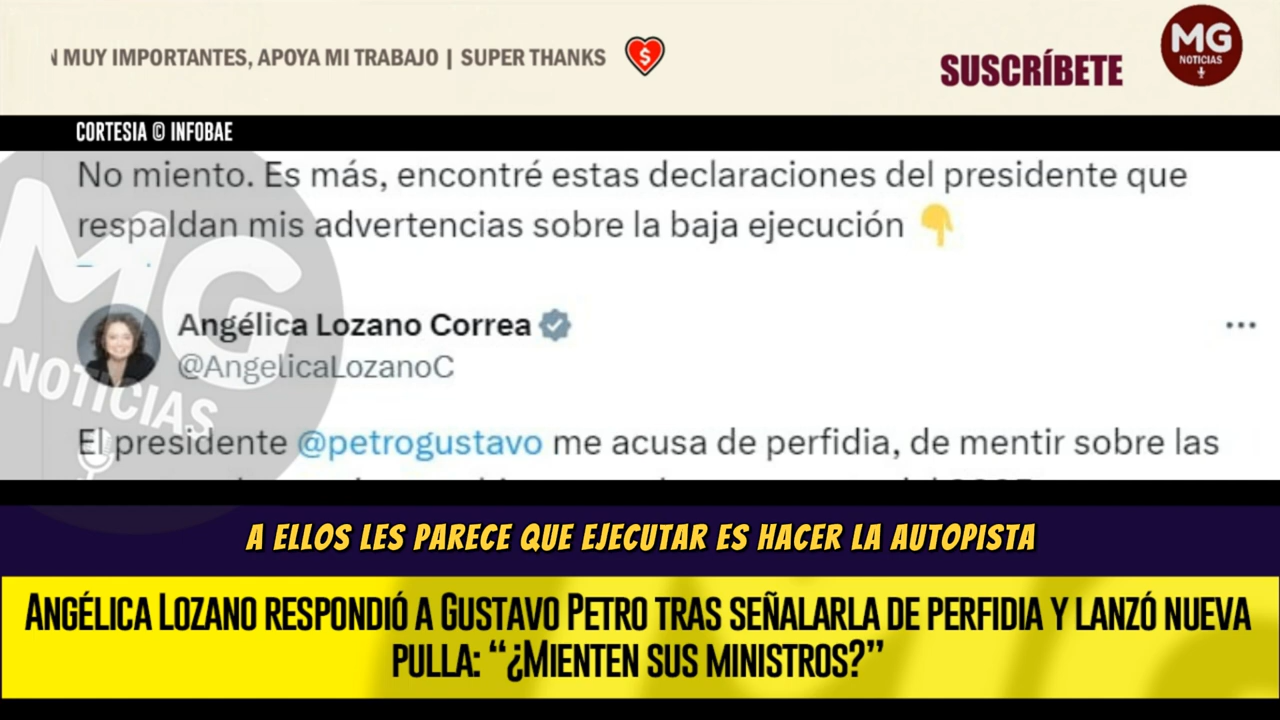 MUY IMPORTANTES, APOYA MI TRABAJO | SUPER THANKS
SUSCRÍBETE
MG
NOTICIAS
CORTESIA © INFOBAE
No miento. Es más, encontré estas declaraciones del presidente que
respaldan mis advertencias sobre la baja ejecución 👇
Angélica Lozano Correa
@AngelicaLozanoC
El presidente @petrogustavo me acusa de perfidia, de mentir sobre las
MG
NOTICIAS
A ELLOS LES PARECE QUE EJECUTAR ES HACER LA AUTOPISTA
ANGÉLICA LOZANO RESPONDIÓ A GUSTAVO PETRO TRAS SEÑALARLA DE PERFIDIA Y LANZÓ NUEVA
PULLA: “¿MIENTEN SUS MINISTROS?”